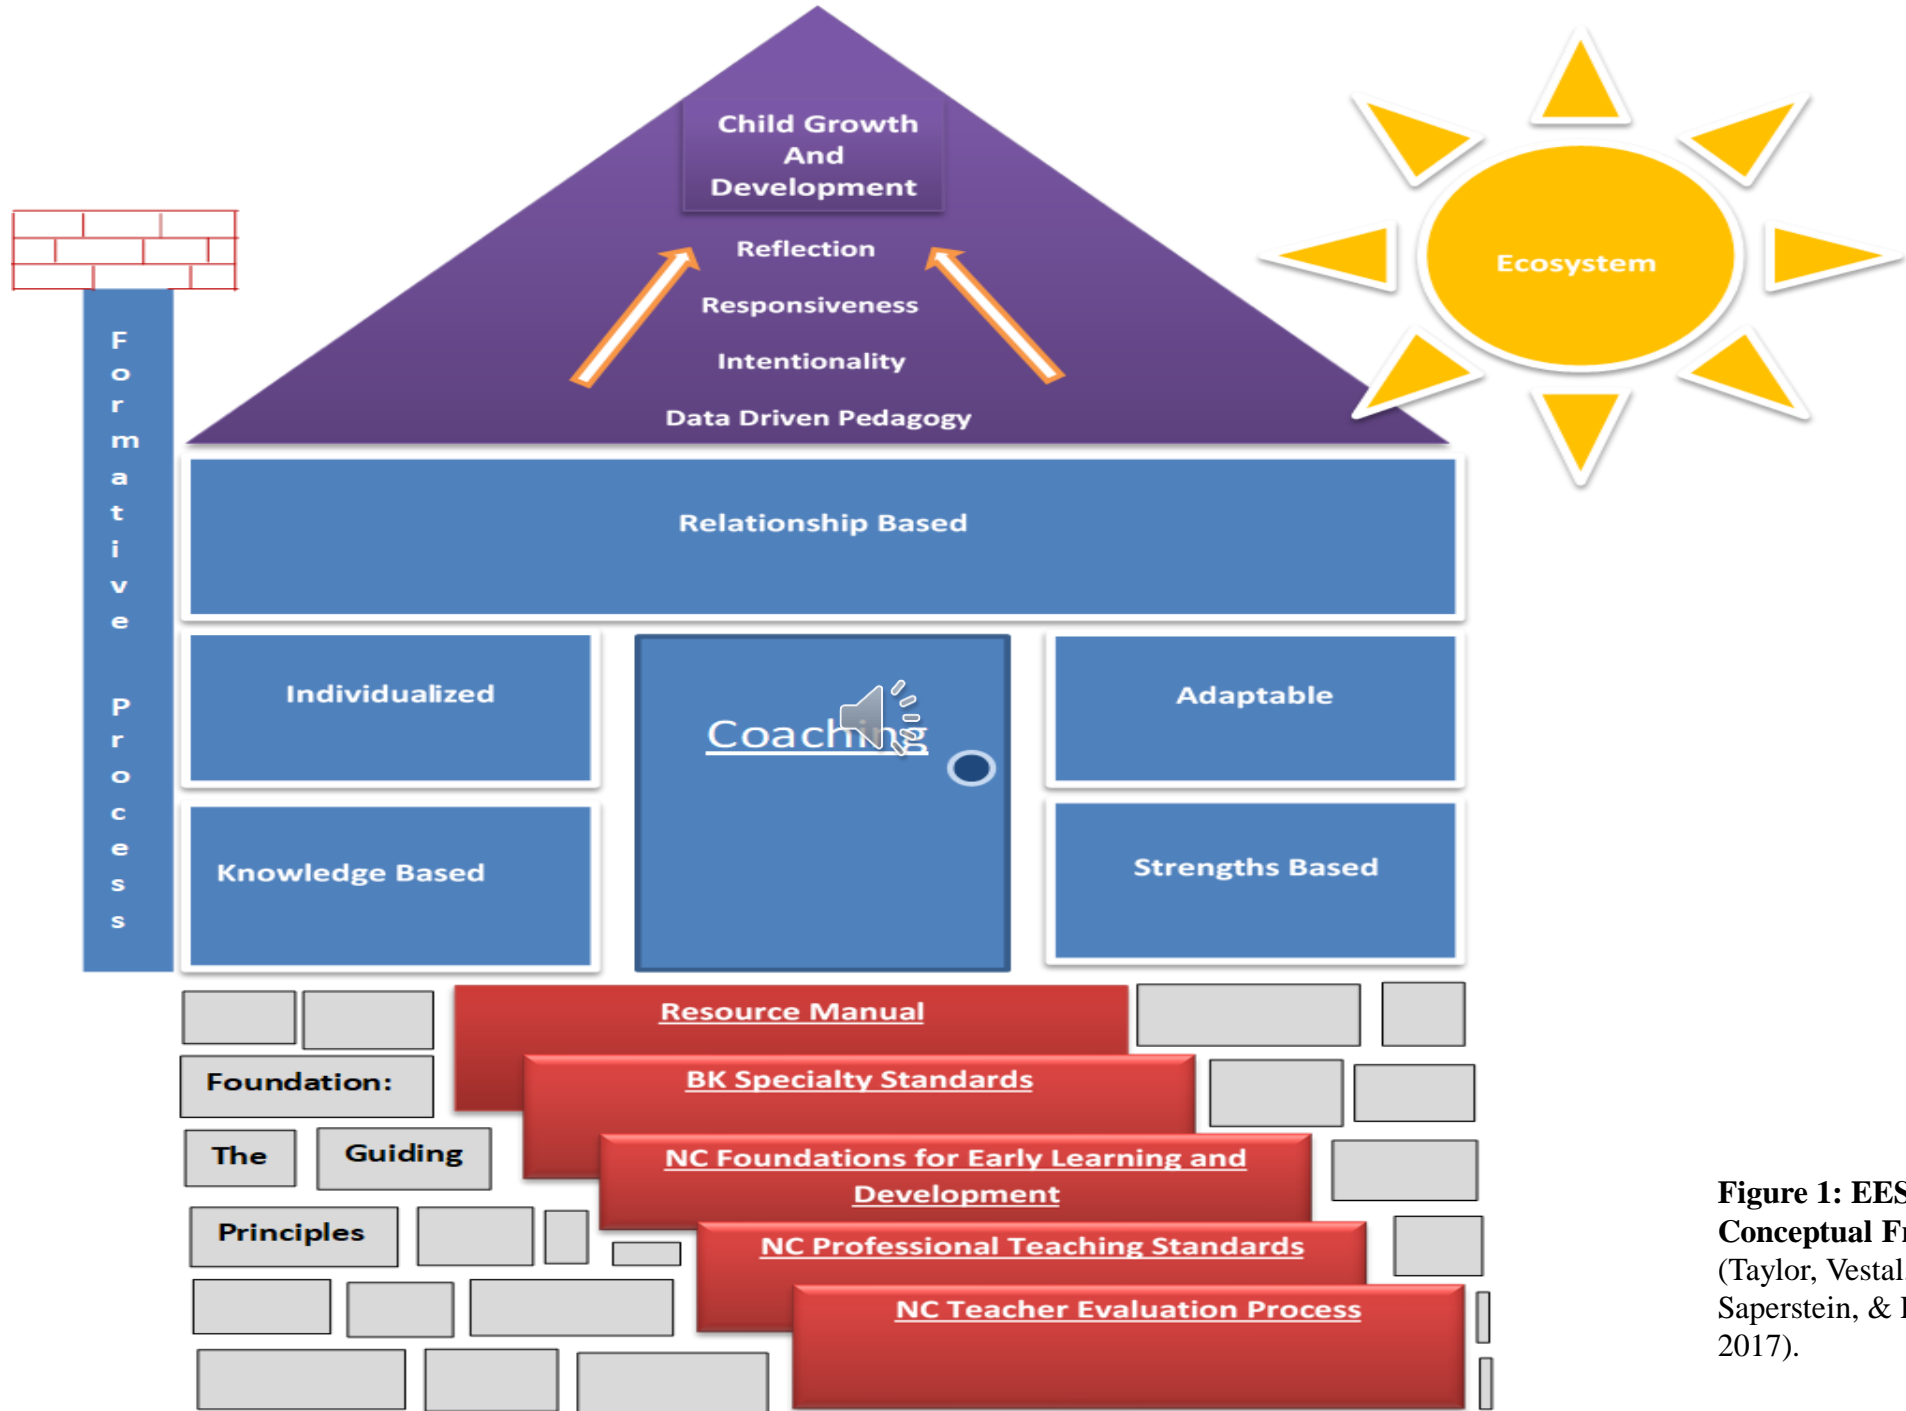 Child Growth
And
Development
Reflection
Responsiveness
Intentionality
Data Driven Pedagogy
Ecosystem
Formative Process
Relationship Based
Individualized
Coaching
Adaptable
Knowledge Based
Strengths Based
Resource Manual
BK Specialty Standards
NC Foundations for Early Learning and
Development
NC Professional Teaching Standards
NC Teacher Evaluation Process
Foundation:
The Guiding
Principles
Figure 1: EES
Conceptual
(Taylor, Vestal,
Saperstein, &
2017).